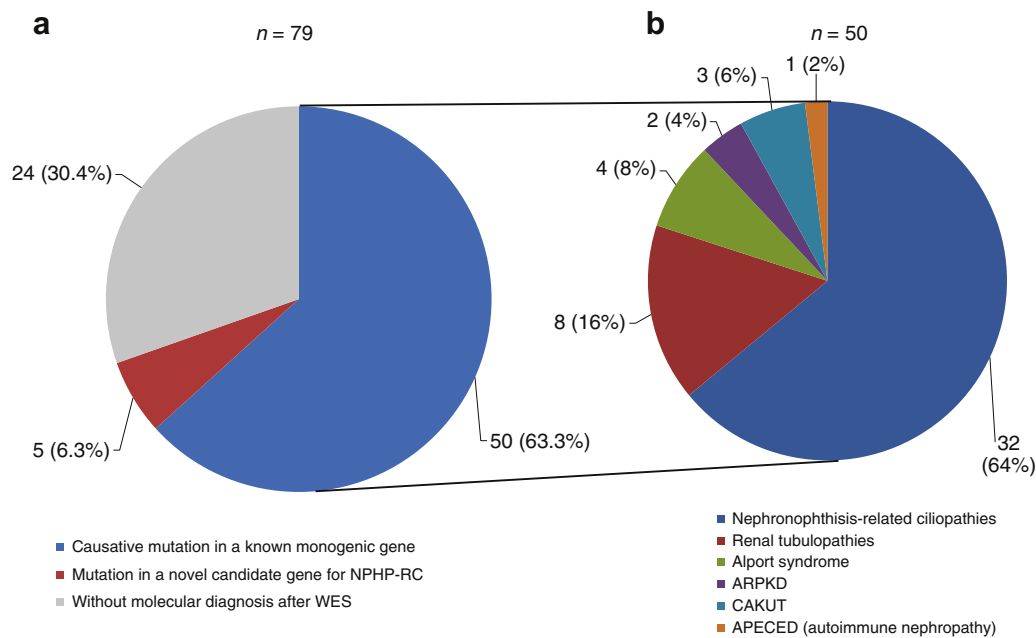 a
n = 79
24 (30.4%)
5 (6.3%)
50 (63.3%)
Causative mutation in a known monogenic gene
Mutation in a novel candidate gene for NPHP-RC
Without molecular diagnosis after WES
b
n = 50
1 (2%)
3 (6%)
2 (4%)
4 (8%)
8 (16%)
32
(64%)
Nephronophthisis-related ciliopathies
Renal tubulopathies
Alport syndrome
ARPKD
CAKUT
APECED (autoimmune nephropathy)